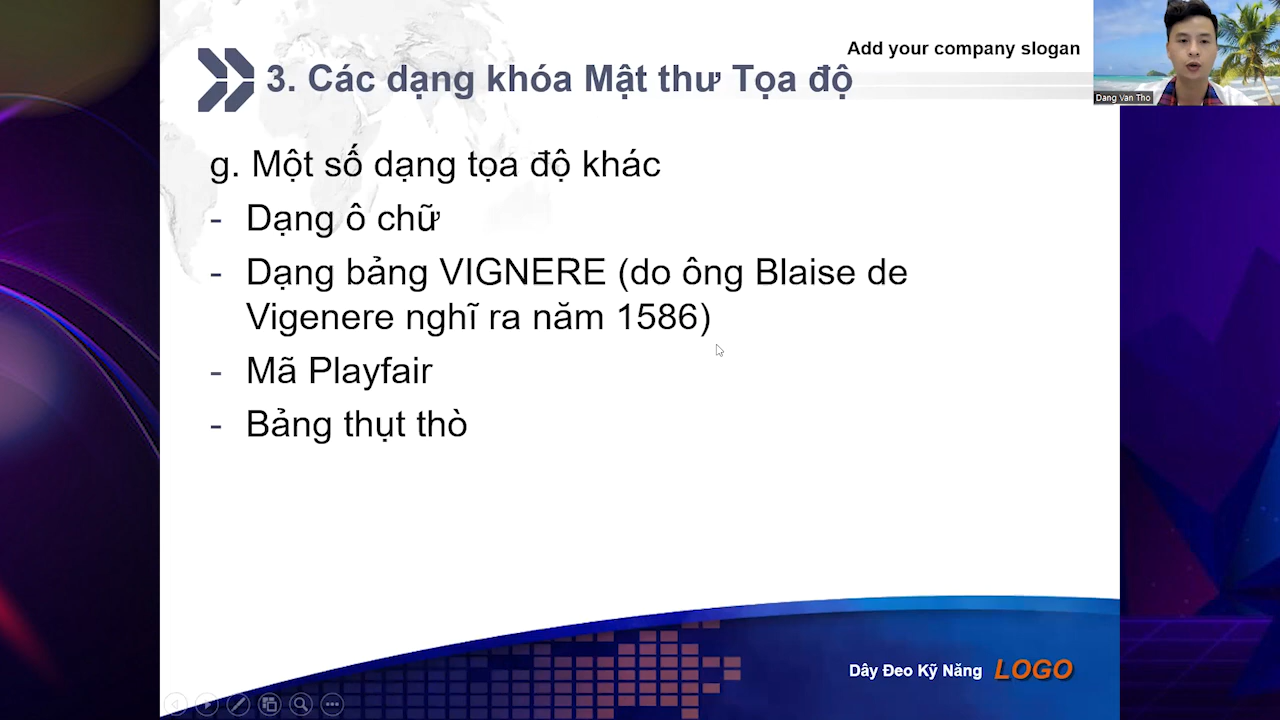 Add your company slogan
3. Các dạng khóa Mật thư Tọa độ
Dang Van Tho
g. Một số dạng tọa độ khác
- Dạng ô chữ
- Dạng bảng VIGNERE (do ông Blaise de
Vigenere nghĩ ra năm 1586)
- Mã Playfair
- Bảng thụt thò
Dây Đeo Kỹ Năng LOGO